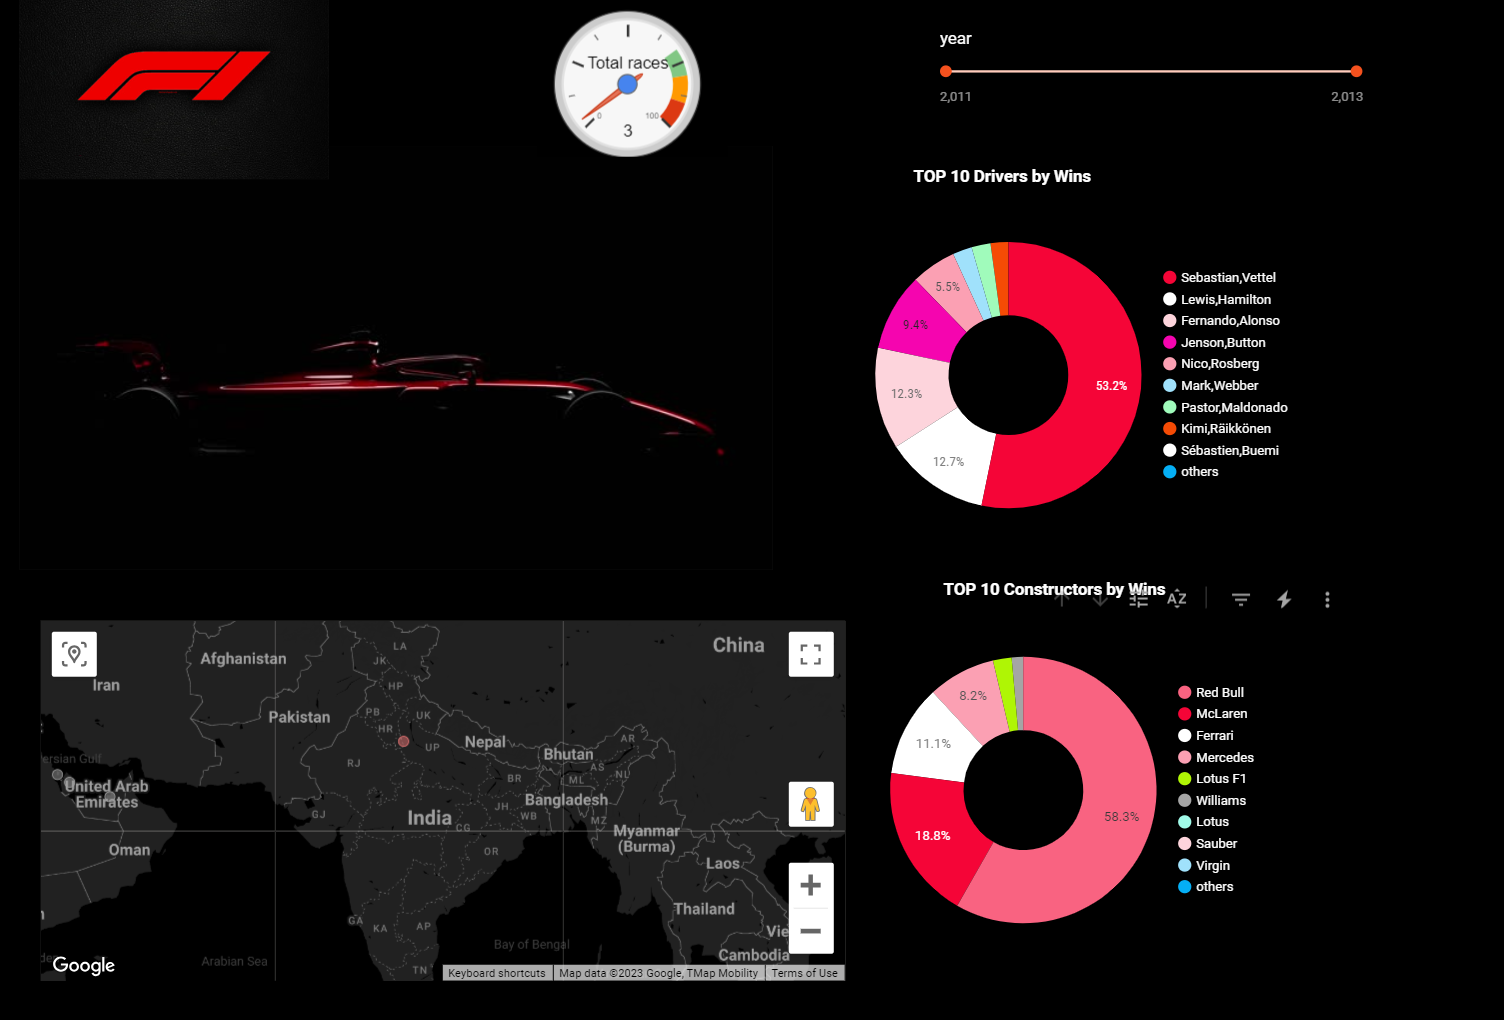 F1
Total races
0
100
3
year
2,011
2,013
TOP 10 Drivers by Wins
5.5%
9.4%
12.3%
12.7%
53.2%
Sebastian,Vettel
Lewis,Hamilton
Fernando,Alonso
Jenson,Button
Nico,Rosberg
Mark,Webber
Pastor,Maldonado
Kimi,Räikkönen
Sébastien,Buemi
others
TOP 10 Constructors by Wins
AZ
8.2%
11.1%
18.8%
58.3%
Red Bull
McLaren
Ferrari
Mercedes
Lotus F1
Williams
Lotus
Sauber
Virgin
others
China
LA
Afghanistan
JK
Iran
HP
PB
UK
Pakistan
HR
Nepal
UP
AR
Bhutan
ersian Gulf
RJ
AS
NL
BR
ML
United Arab
Emirates
JH
Bangladesh
GJ
India
WB
CG
MZ
Myanmar
(Burma)
Oman
OR
Laos
Thailand
GA
KA
AP
Vie
Bay of Bengal
Cambodia
Arabian Sea
TN
Google
Keyboard shortcuts
Map data ©2023 Google, TMap Mobility
Terms of Use